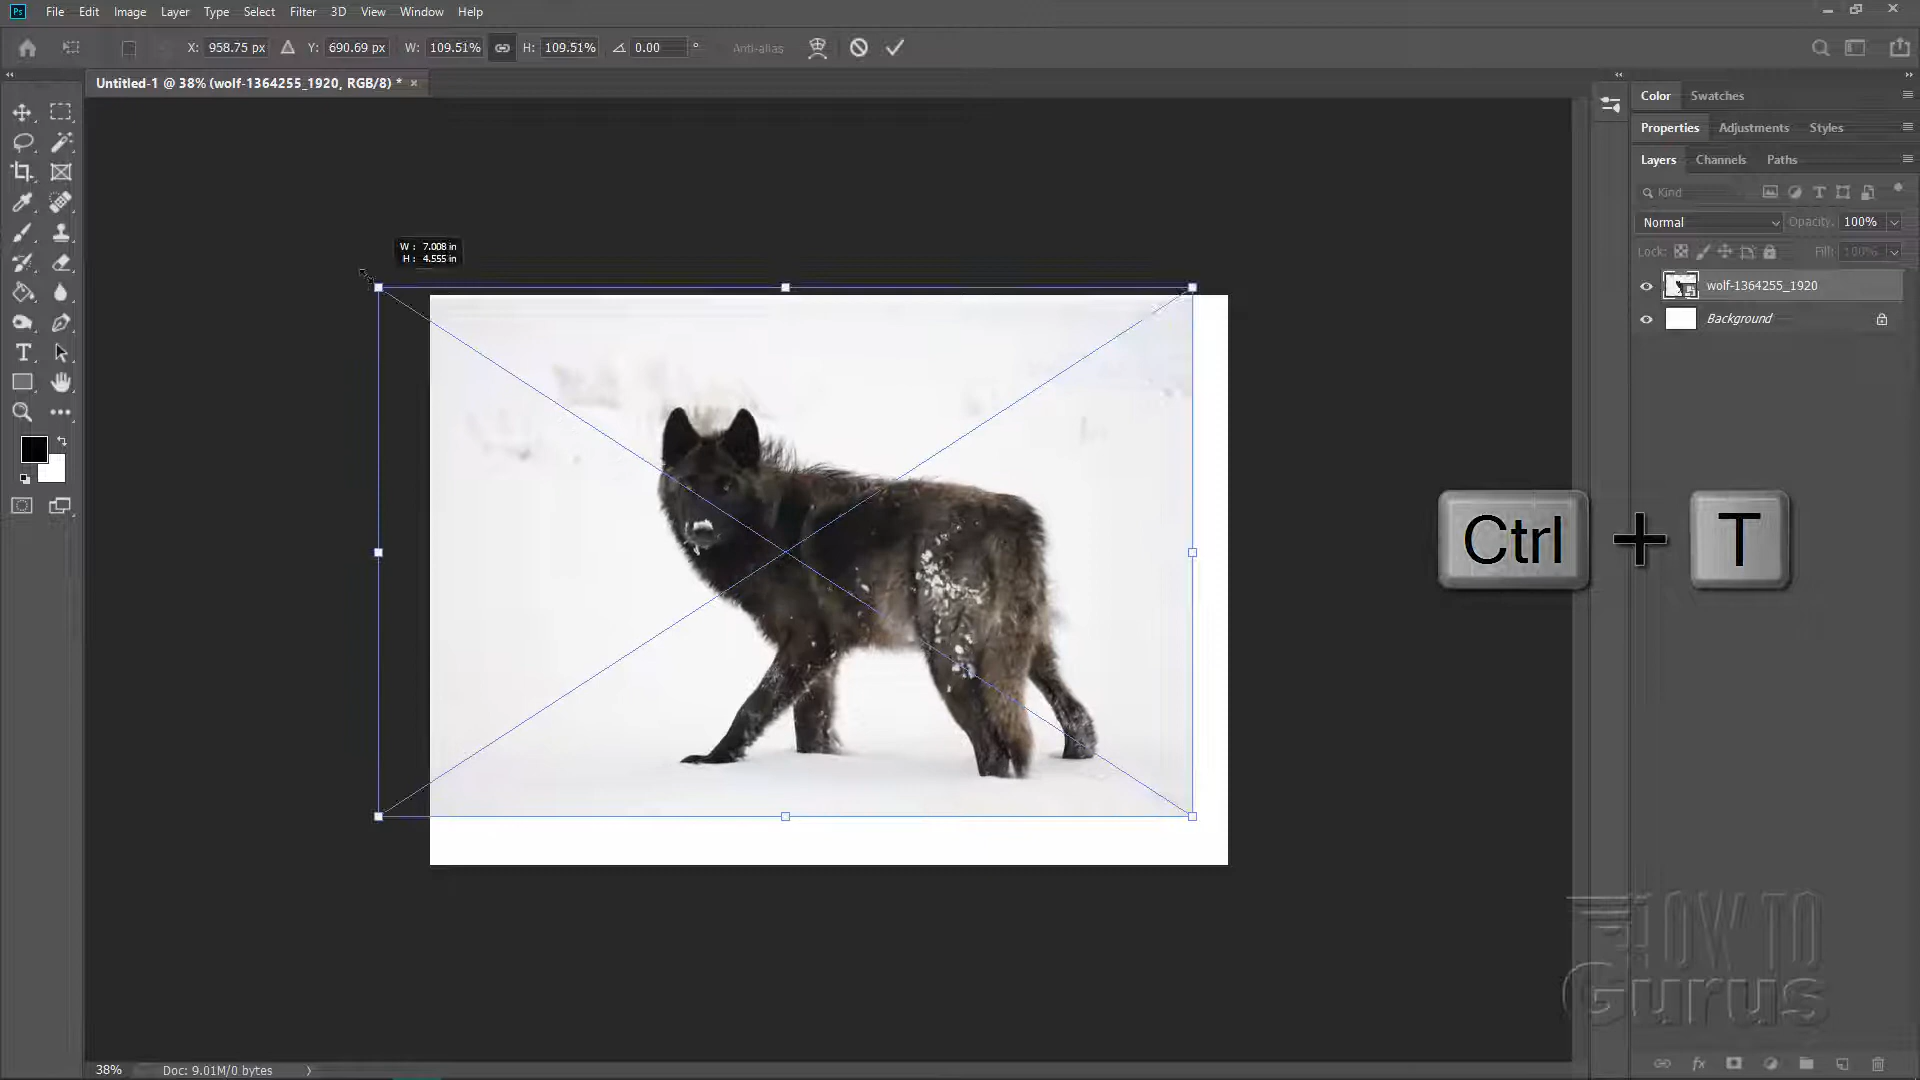 Ps File Edit Image Layer Type Select Filter 3D View Window Help
X: 958.75 px Y: 690.69 px W: 109.51% H: 109.51% 0.00 ° Anti-alias
Untitled-1 @ 38% (wolf-1364255_1920, RGB/8) * ×
Color Swatches
Properties Adjustments Styles
Layers Channels Paths
Kind
Normal Opacity: 100%
Lock: Fill: 100%
wolf-1364255_1920
Background
W : 7.008 in
H : 4.555 in
Ctrl + T
HOW TO
Gurus
38% Doc: 9.01M/0 bytes
fx